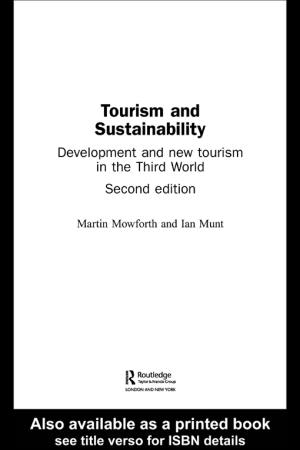 Tourism and
Sustainability
Development and new tourism
in the Third World
Second edition
Martin Mowforth and Ian Munt
Routledge
Taylor & Francis Group
LONDON AND NEW YORK
Also available as a printed book
see title verso for ISBN details